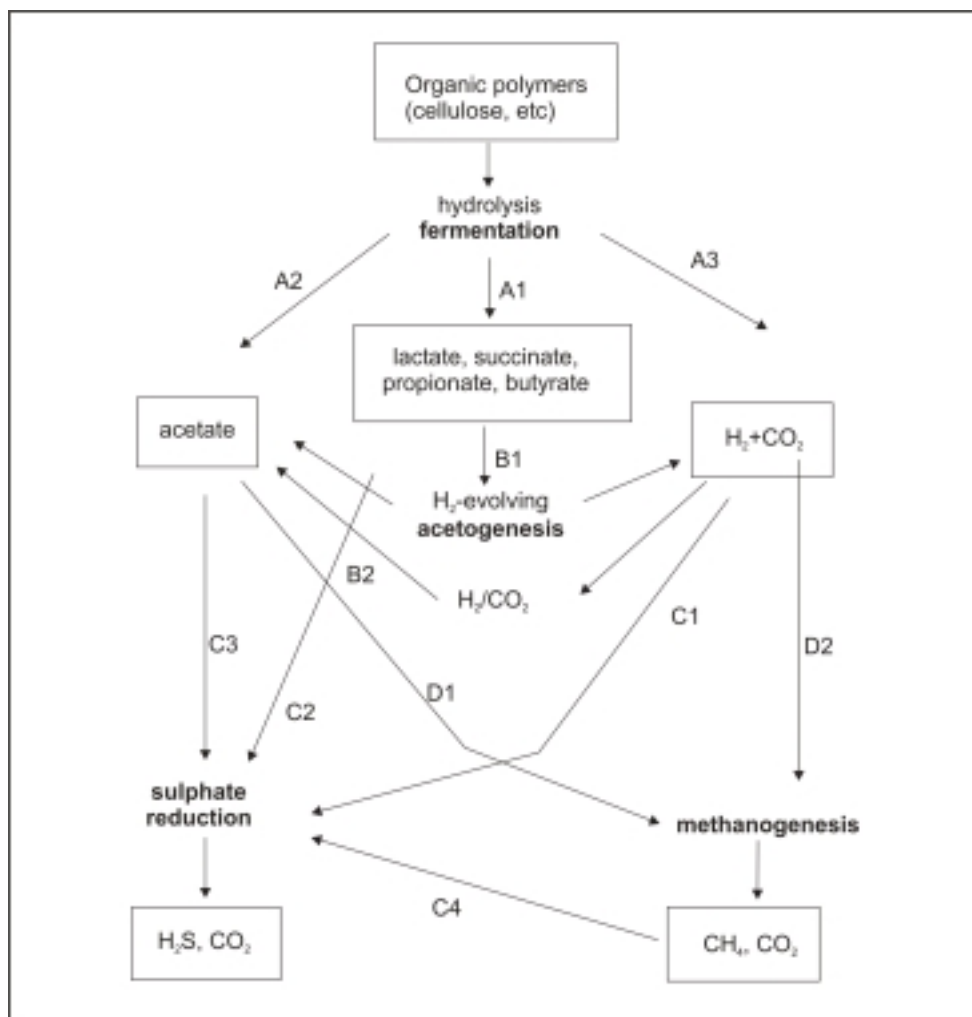 Organic polymers
(cellulose, etc)
hydrolysis
fermentation
A2
A1
A3
lactate, succinate,
propionate, butyrate
acetate
H₂+CO₂
B1
H₂-evolving
acetogenesis
B2
H₂/CO₂
C1
C3
D2
C2
D1
sulphate
reduction
methanogenesis
C4
H₂S, CO₂
CH₄, CO₂